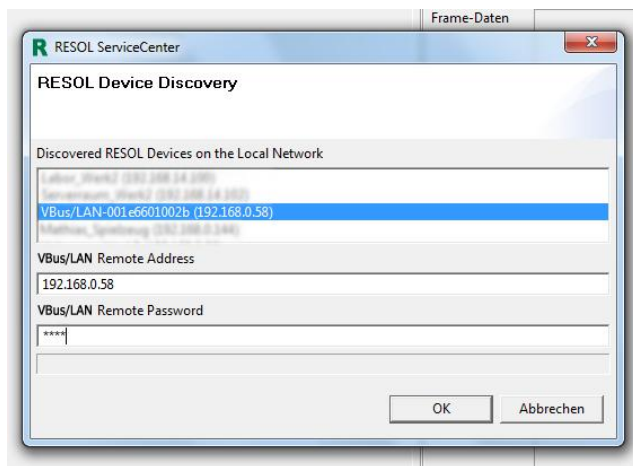 Frame-Daten
RESOL ServiceCenter
RESOL Device Discovery
Discovered RESOL Devices on the Local Network
VBus/LAN-001e6601002b (192.168.0.58)
VBus/LAN Remote Address
192.168.0.58
VBus/LAN Remote Password
****
OK
Abbrechen